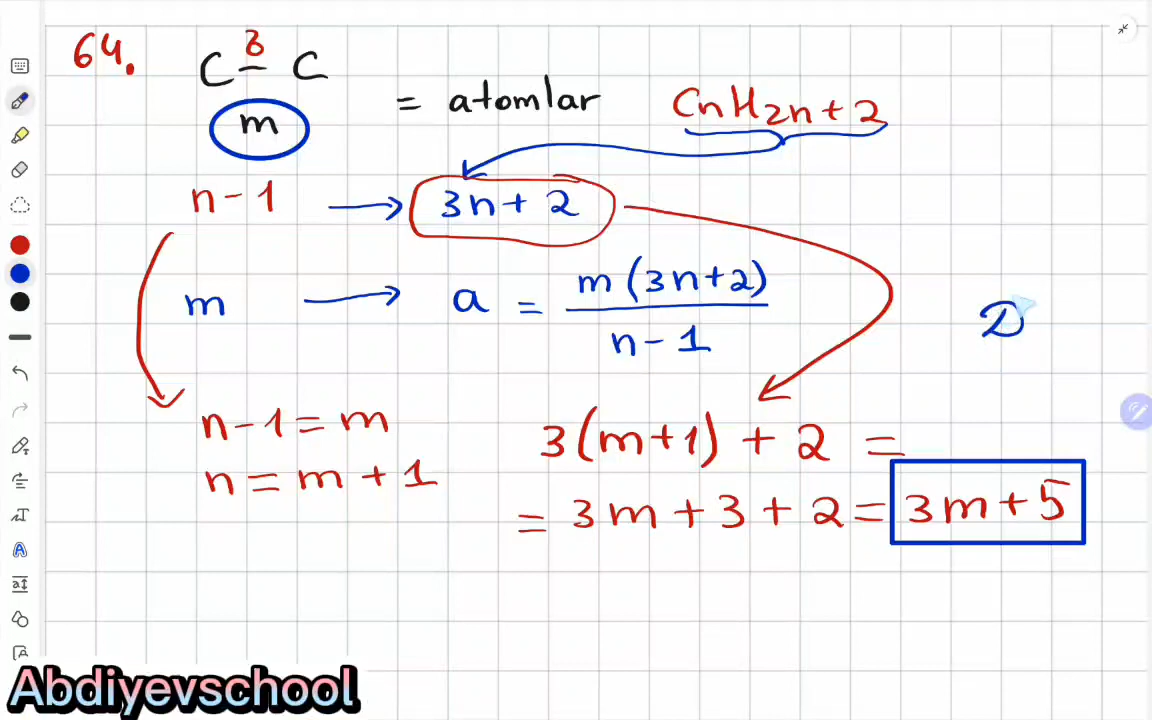 64.
C -б C
m
= atomlar
CnH2n+2
n-1 → 3n+2
m → a = m(3n+2) / n-1
D
n-1=m
n=m+1
3(m+1)+2=
=3m+3+2=3m+5
Abdiyevschool